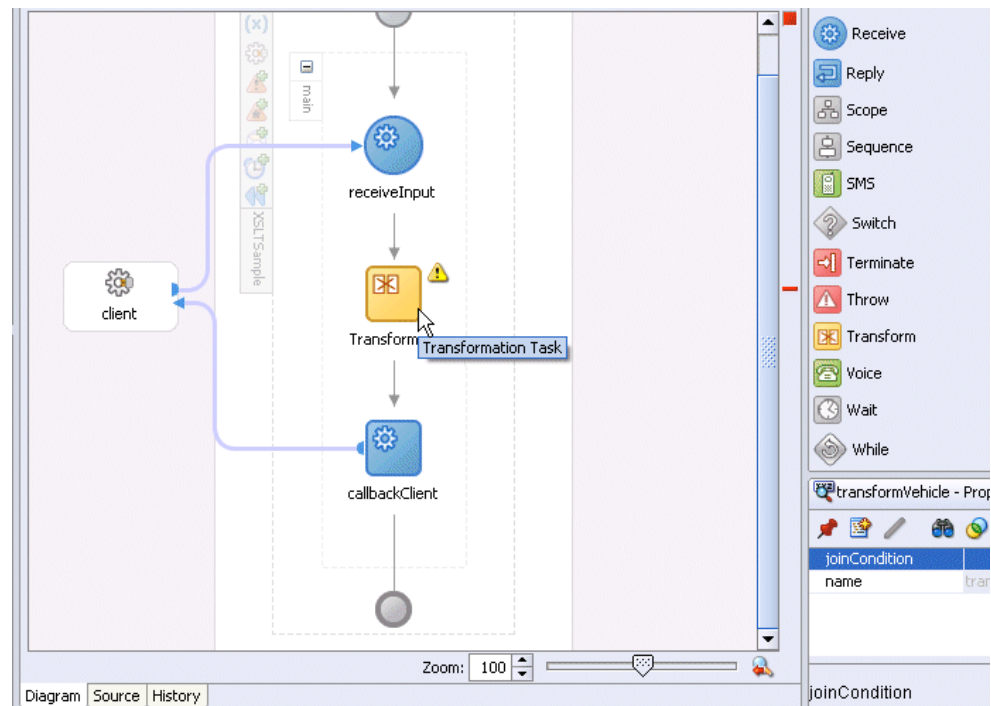 (x)
main
XSLTSample
receiveInput
client
Transform
Transformation Task
callbackClient
Zoom: 100
Diagram Source History
Receive
Reply
Scope
Sequence
SMS
Switch
Terminate
Throw
Transform
Voice
Wait
While
transformVehicle - Prop
joinCondition
name tran
joinCondition